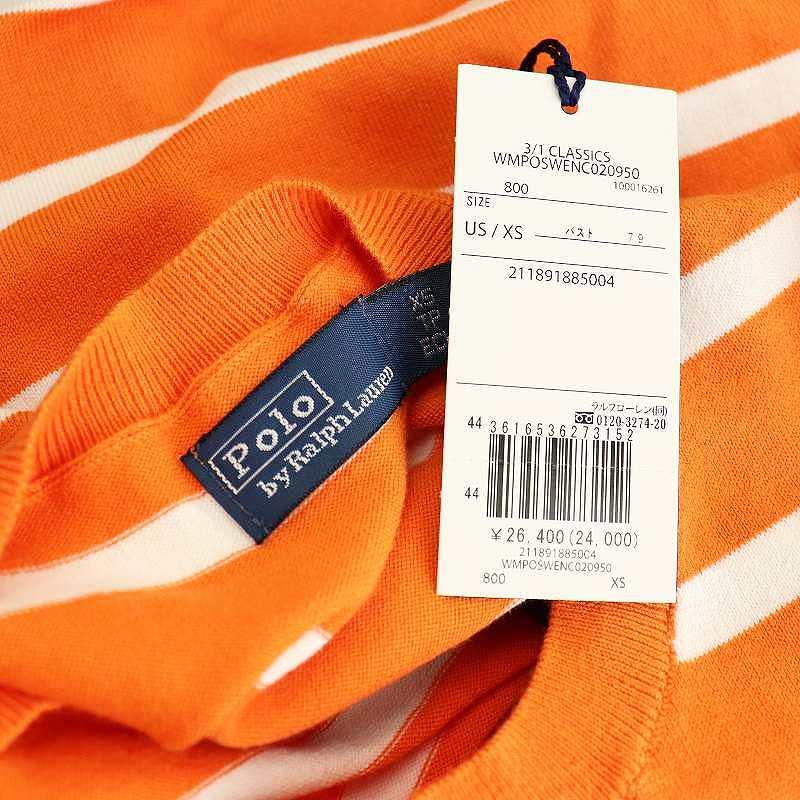 3/1 CLASSICS
WMPOSWENC020950
800 100016261
SIZE
US / XS バスト 79
211891885004
ラルフローレン(同)
0120-3274-20
44 3616536273152
44
¥ 26,400 (24,000)
211891885004
WMPOSWENC020950
800 XS
XS
TP
Polo
by Ralph Lauren